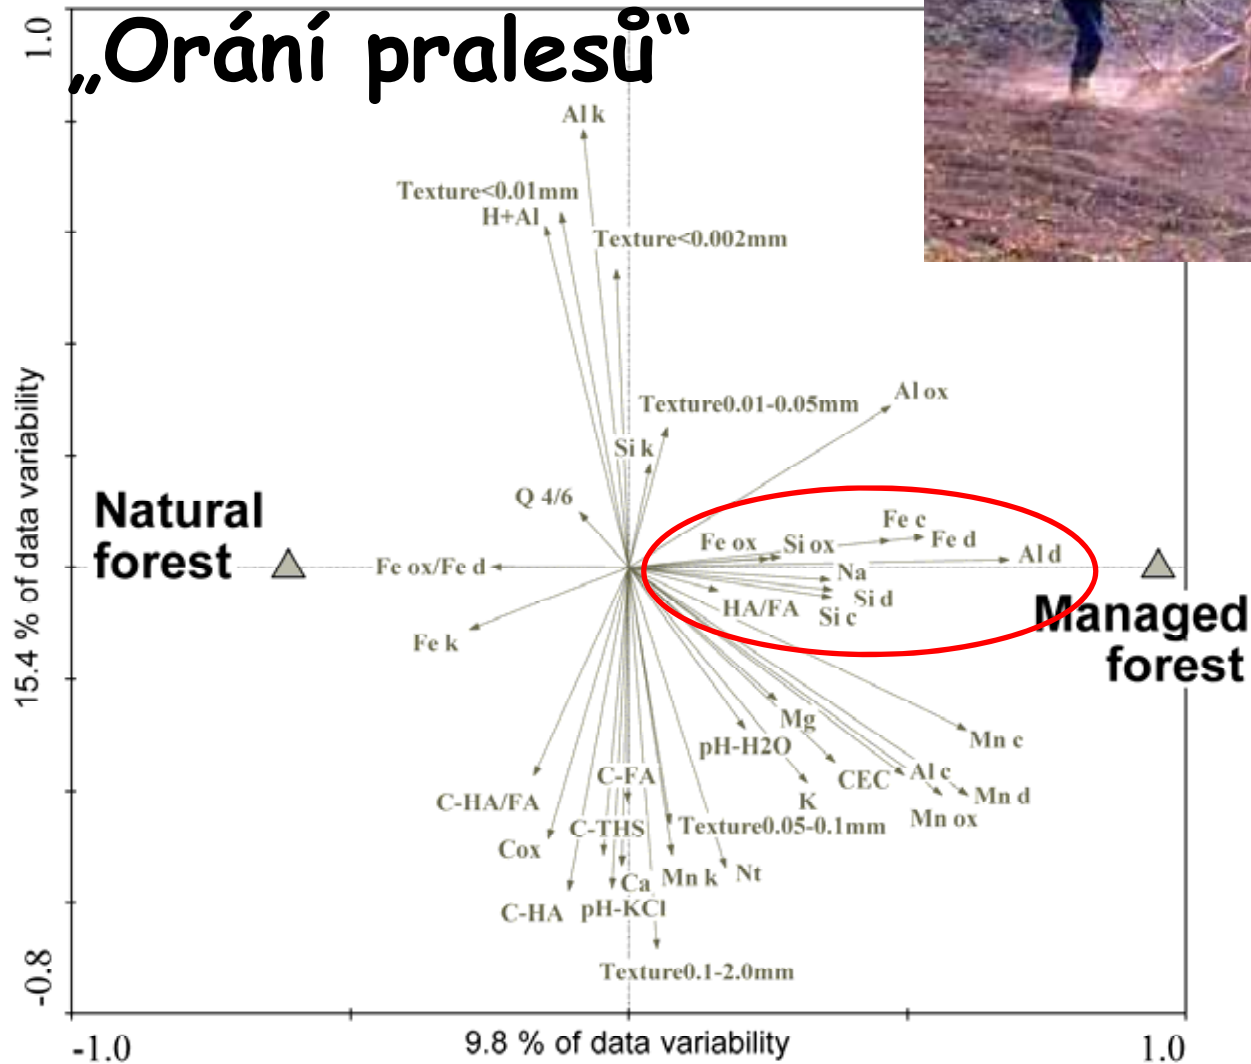 „Orání pralesů“
1.0
Al k
Texture<0.01mm
H+Al
Texture<0.002mm
Al ox
Texture0.01-0.05mm
Si k
Q 4/6
Natural
forest
Fe c
Fe ox
Si ox
Fe d
Al d
Fe ox/Fe d
Na
Si d
HA/FA
Si c
Managed
forest
Fe k
15.4 % of data variability
Mg
pH-H2O
Mn c
C-FA
CEC
Al c
K
Mn d
C-HA/FA
Mn ox
C-THS
Texture0.05-0.1mm
Cox
Ca
Mn k
Nt
C-HA
pH-KCl
Texture0.1-2.0mm
-0.8
-1.0
9.8 % of data variability
1.0